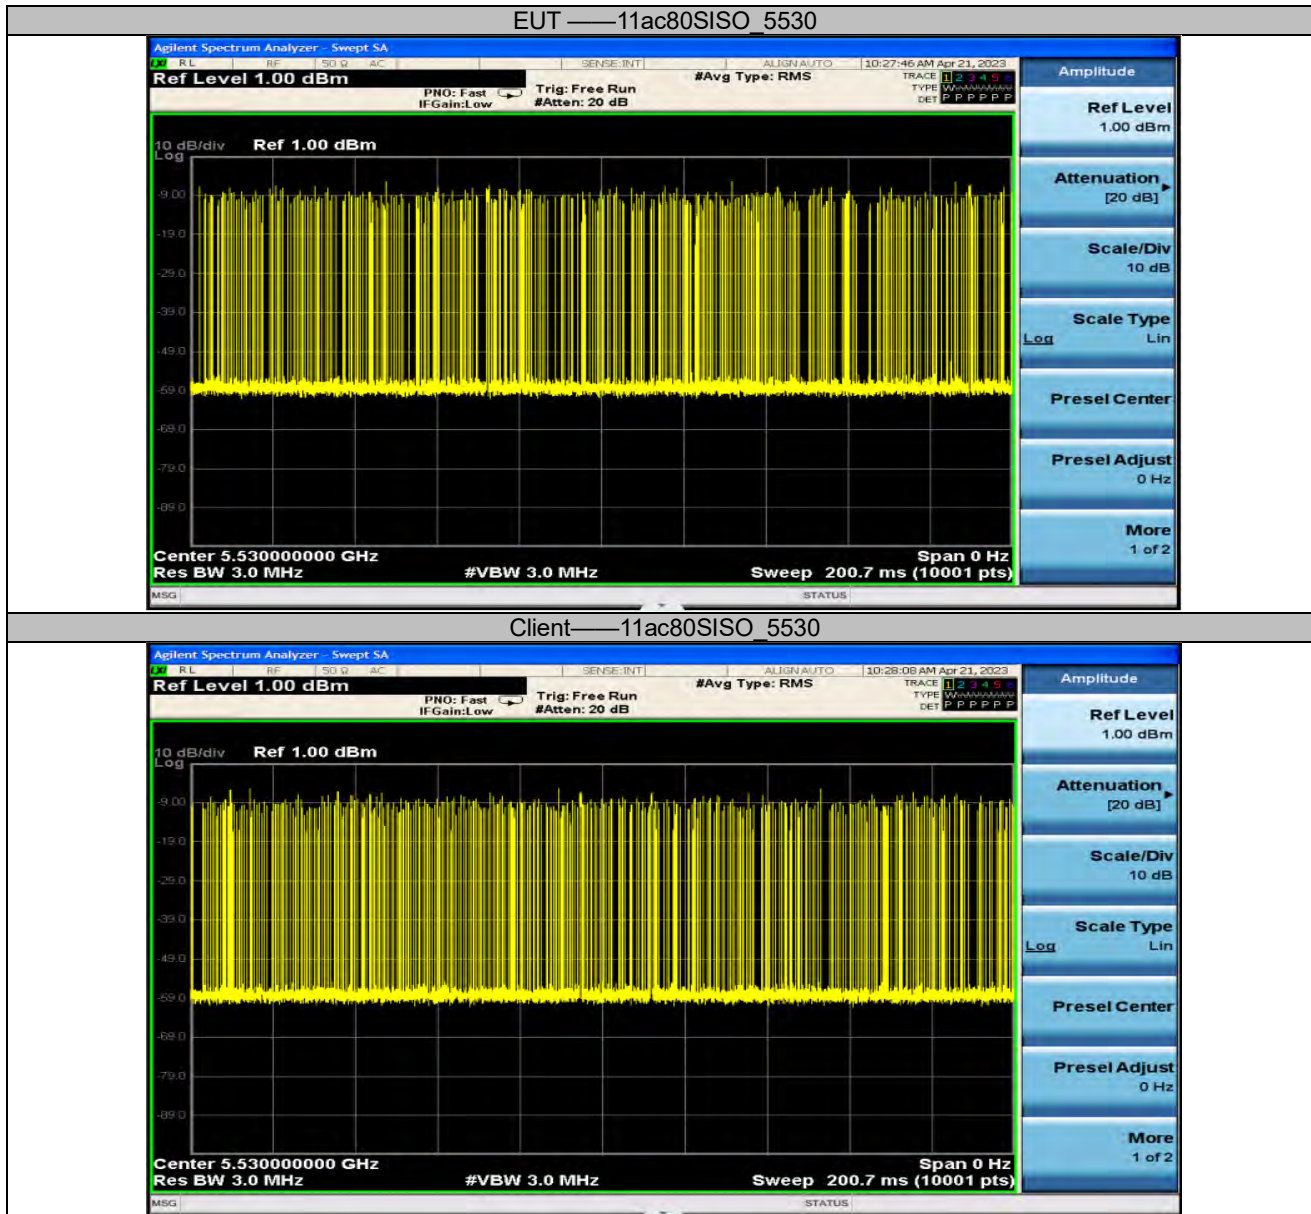 EUT ——11ac80SISO_5530
Agilent Spectrum Analyzer - Swept SA
LXI RL RF 50 Ω AC SENSE:INT ALIGNAUTO 10:27:46 AM Apr 21, 2023
Ref Level 1.00 dBm #Avg Type: RMS TRACE 1 2 3 4 5 6
PNO: Fast Trig: Free Run TYPE
IFGain:Low #Atten: 20 dB DET P P P P P P
10 dB/div Ref 1.00 dBm
Log
-9.00
-19.0
-29.0
-39.0
-49.0
-59.0
-69.0
-79.0
-89.0
Center 5.530000000 GHz Span 0 Hz
Res BW 3.0 MHz #VBW 3.0 MHz Sweep 200.7 ms (10001 pts)
MSG STATUS
Amplitude
Ref Level
1.00 dBm
Attenuation
[20 dB]
Scale/Div
10 dB
Scale Type
Log Lin
Presel Center
Presel Adjust
0 Hz
More
1 of 2
Client——11ac80SISO_5530
Agilent Spectrum Analyzer - Swept SA
LXI RL RF 50 Ω AC SENSE:INT ALIGNAUTO 10:28:08 AM Apr 21, 2023
Ref Level 1.00 dBm #Avg Type: RMS TRACE 1 2 3 4 5 6
PNO: Fast Trig: Free Run TYPE
IFGain:Low #Atten: 20 dB DET P P P P P P
10 dB/div Ref 1.00 dBm
Log
-9.00
-19.0
-29.0
-39.0
-49.0
-59.0
-69.0
-79.0
-89.0
Center 5.530000000 GHz Span 0 Hz
Res BW 3.0 MHz #VBW 3.0 MHz Sweep 200.7 ms (10001 pts)
MSG STATUS
Amplitude
Ref Level
1.00 dBm
Attenuation
[20 dB]
Scale/Div
10 dB
Scale Type
Log Lin
Presel Center
Presel Adjust
0 Hz
More
1 of 2